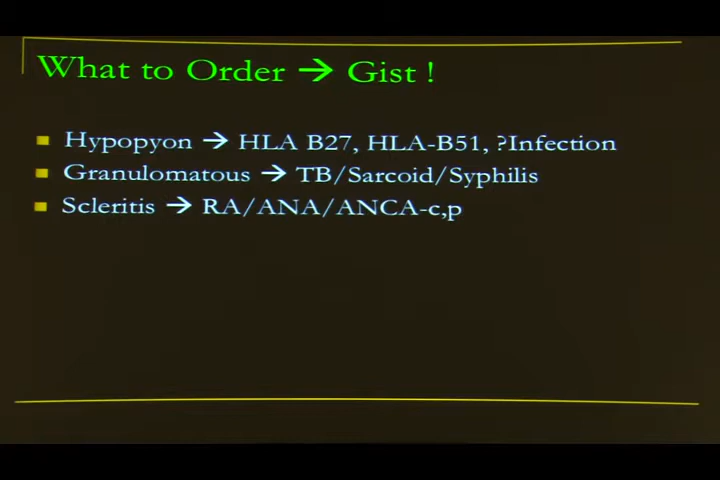 What to Order → Gist !
Hypopyon → HLA B27, HLA-B51, ?Infection
Granulomatous → TB/Sarcoid/Syphilis
Scleritis → RA/ANA/ANCA-c,p